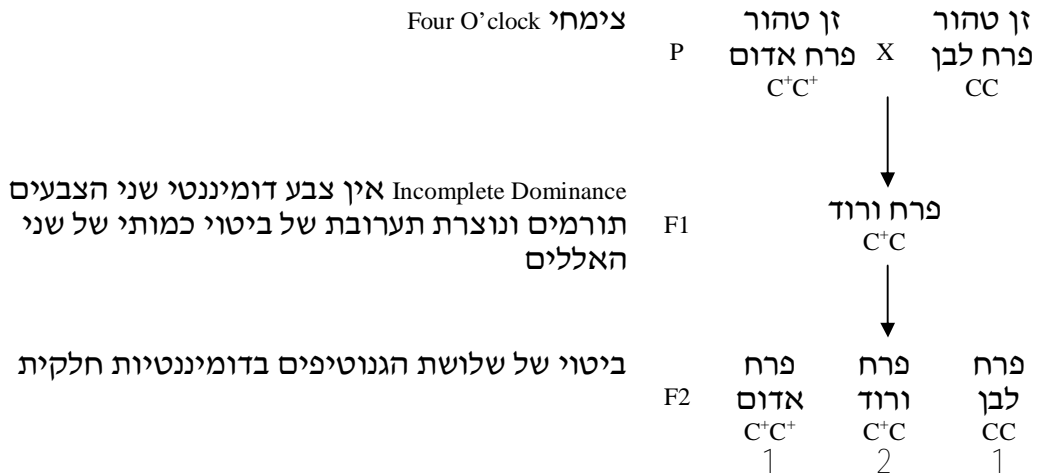 זן טהור זן טהור צימחי Four O’clock
פרח לבן X פרח אדום P
CC C⁺C⁺
פרח ורוד F1 Incomplete Dominance אין צבע דומיננטי שני הצבעים
C⁺C תורמים ונוצרת תערובת של ביטוי כמותי של שני
האללים
פרח פרח פרח ביטוי של שלושת הגנוטיפים בדומיננטיות חלקית
לבן ורוד אדום F2
CC C⁺C C⁺C⁺
1 2 1